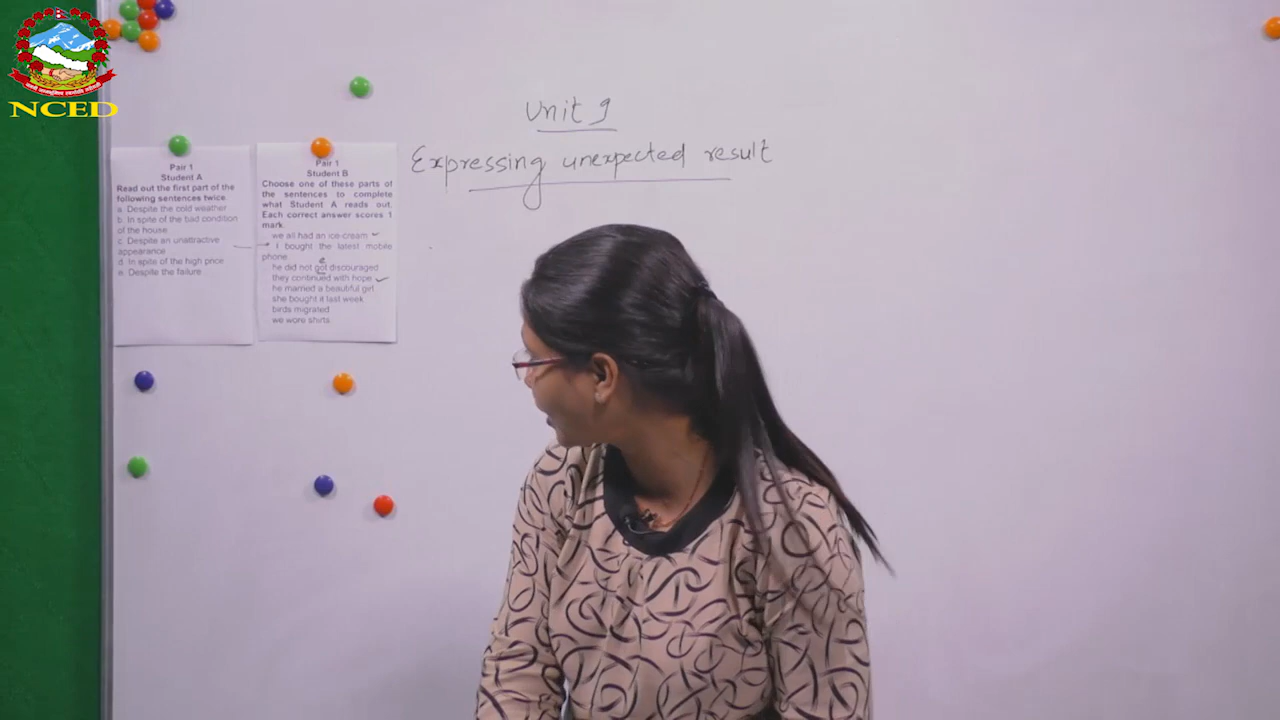 NCED
Unit 9
Expressing unexpected result
Pair 1
Student A
Read out the first part of the
following sentences twice.
a. Despite the cold weather
b. In spite of the bad condition
of the house
c. Despite an unattractive
appearance
d. In spite of the high price
e. Despite the failure
Pair 1
Student B
Choose one of these parts of
the sentences to complete
what Student A reads out.
Each correct answer scores 1
mark.
we all had an ice-cream
I bought the latest mobile
phone
e
he did not got discouraged
they continued with hope
he married a beautiful girl
she bought it last week
birds migrated
we wore shirts.